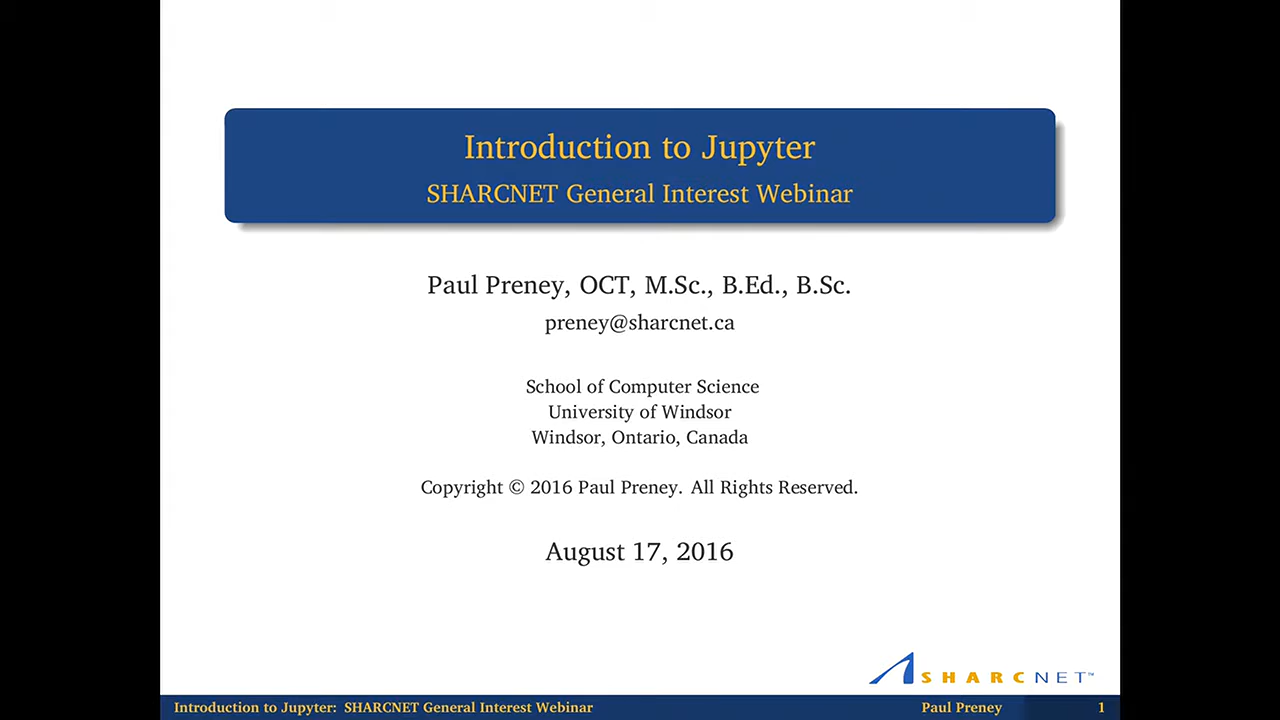 Introduction to Jupyter
SHARCNET General Interest Webinar
Paul Preney, OCT, M.Sc., B.Ed., B.Sc.
preney@sharcnet.ca
School of Computer Science
University of Windsor
Windsor, Ontario, Canada
Copyright © 2016 Paul Preney. All Rights Reserved.
August 17, 2016
SHARCNET™
Introduction to Jupyter: SHARCNET General Interest Webinar Paul Preney 1